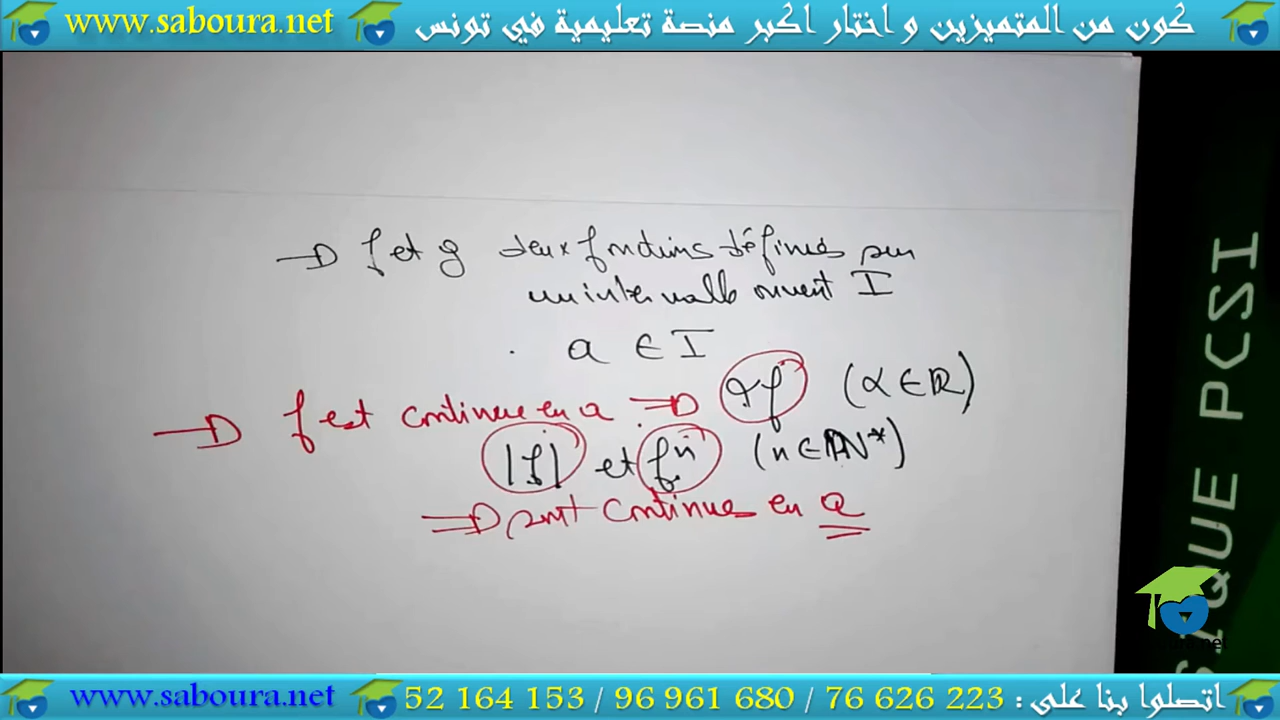 www.saboura.net
كون من المتميزين و اختار اكبر منصة تعليمية في تونس
→ f et g deux fonctions définies sur
un intervalle ouvert I
a ∈ I
→ f est continue en a ⇒ αf (α ∈ ℝ)
|f| et fⁿ (n ∈ ℕ*)
⇒ sont continues en a
SIQUE PCSI
www.saboura.net
52 164 153 / 96 961 680 / 76 626 223 : اتصلوا بنا على